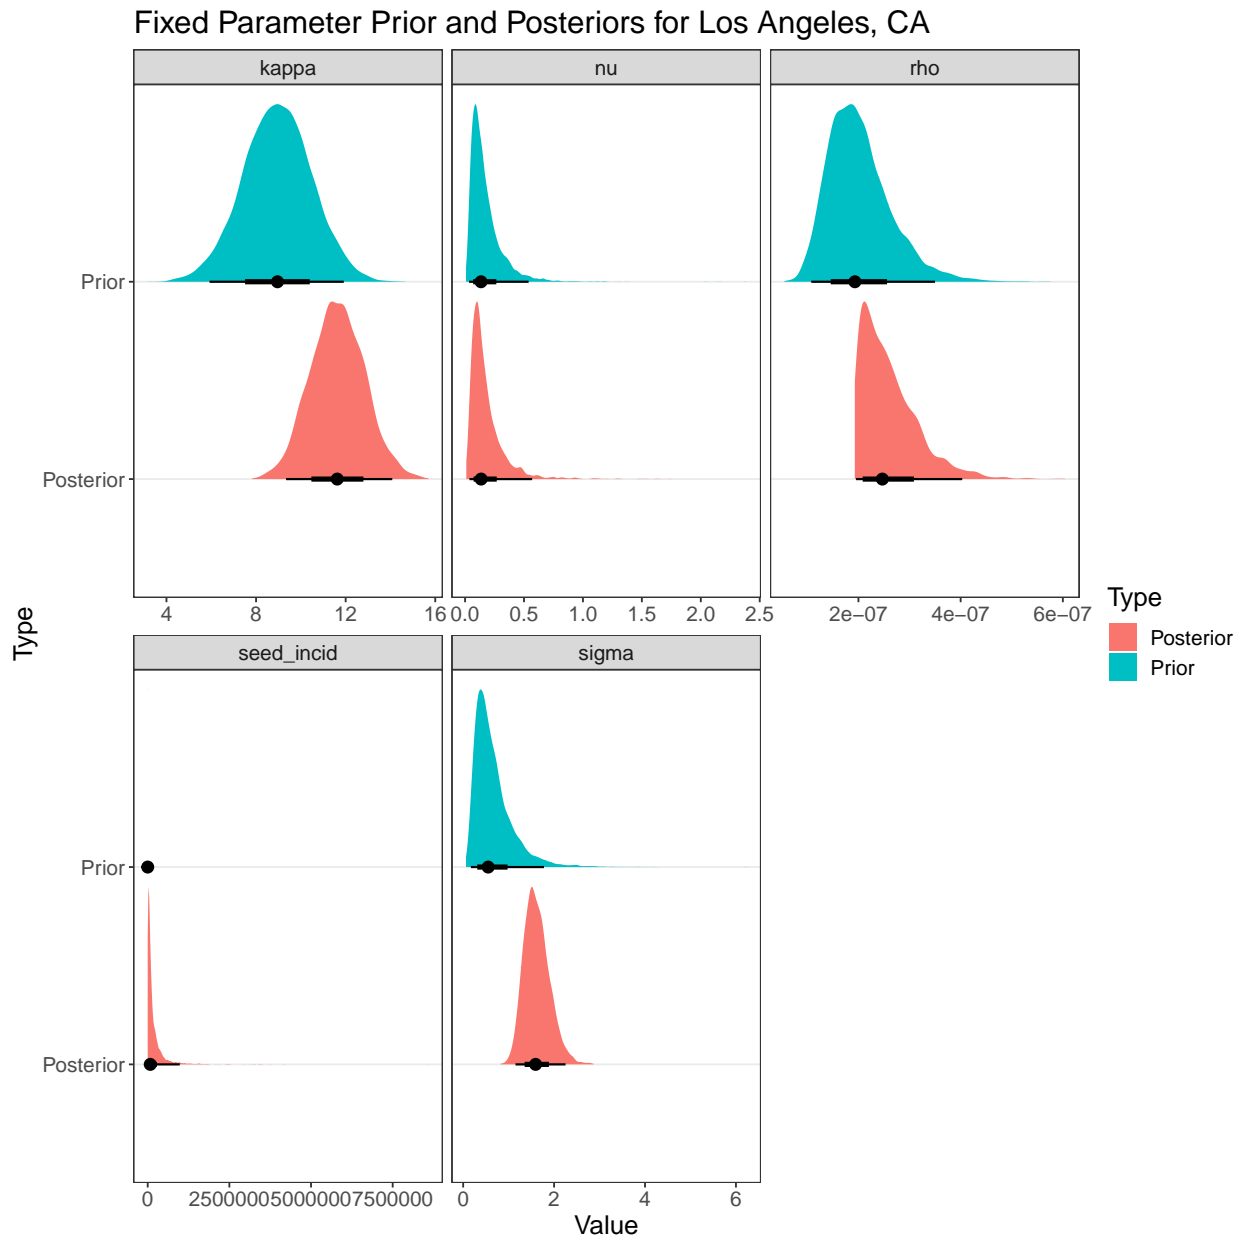 Fixed Parameter Prior and Posteriors for Los Angeles, CA
kappa
nu
rho
Prior
Posterior
4 8 12 16
0.0 0.5 1.0 1.5 2.0 2.5
2e−07 4e−07 6e−07
Type
Type
Posterior
Prior
seed_incid
sigma
Prior
Posterior
0 2500000 5000000 7500000
0 2 4 6
Value